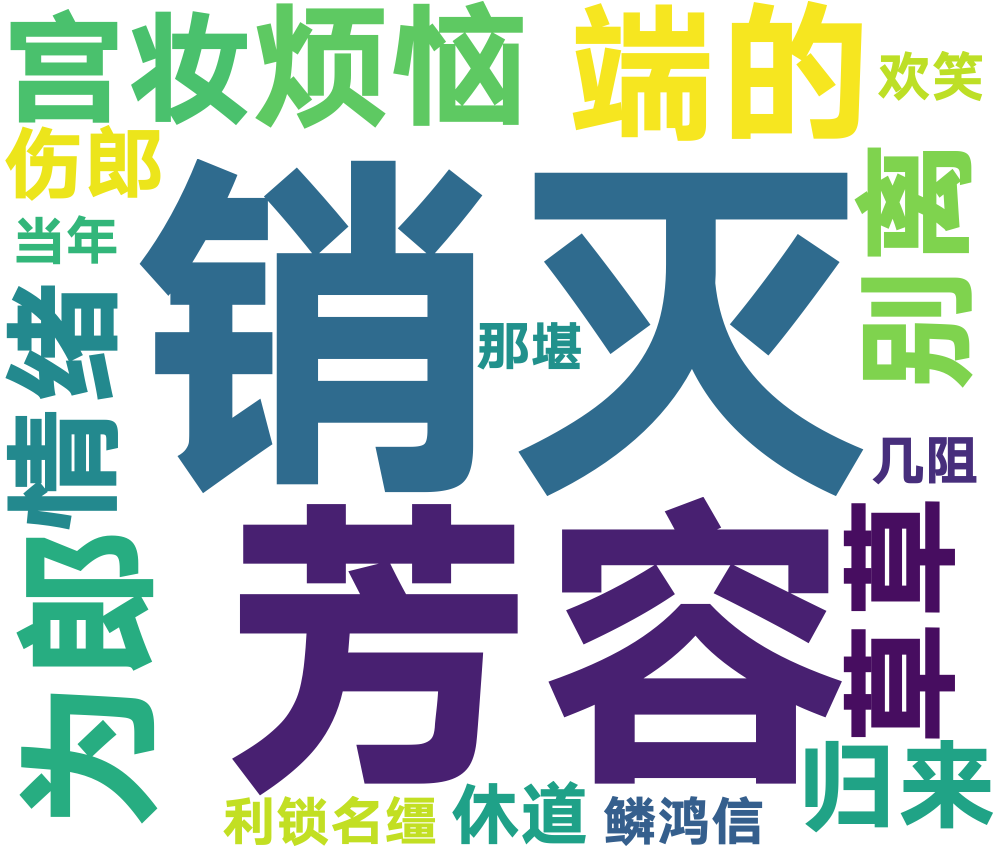 宫妆烦恼
端的
欢笑
伤郎
销灭
别离
当年
情绪
那堪
几阻
芳容
草草
为郎
归来
利锁名缰
休道
鳞鸿信